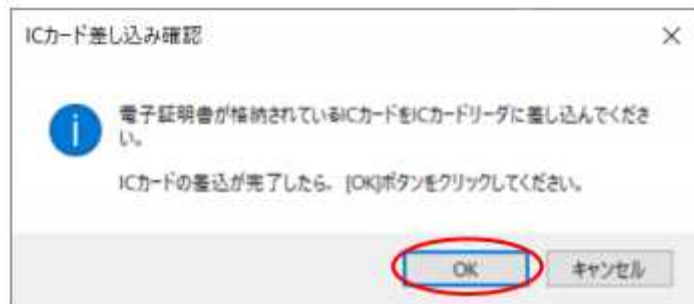 ICカード差し込み確認
電子証明書が格納されているICカードをICカードリーダに差し込んでくださ
い。
ICカードの差込が完了したら、[OK]ボタンをクリックしてください。
OK
キャンセル